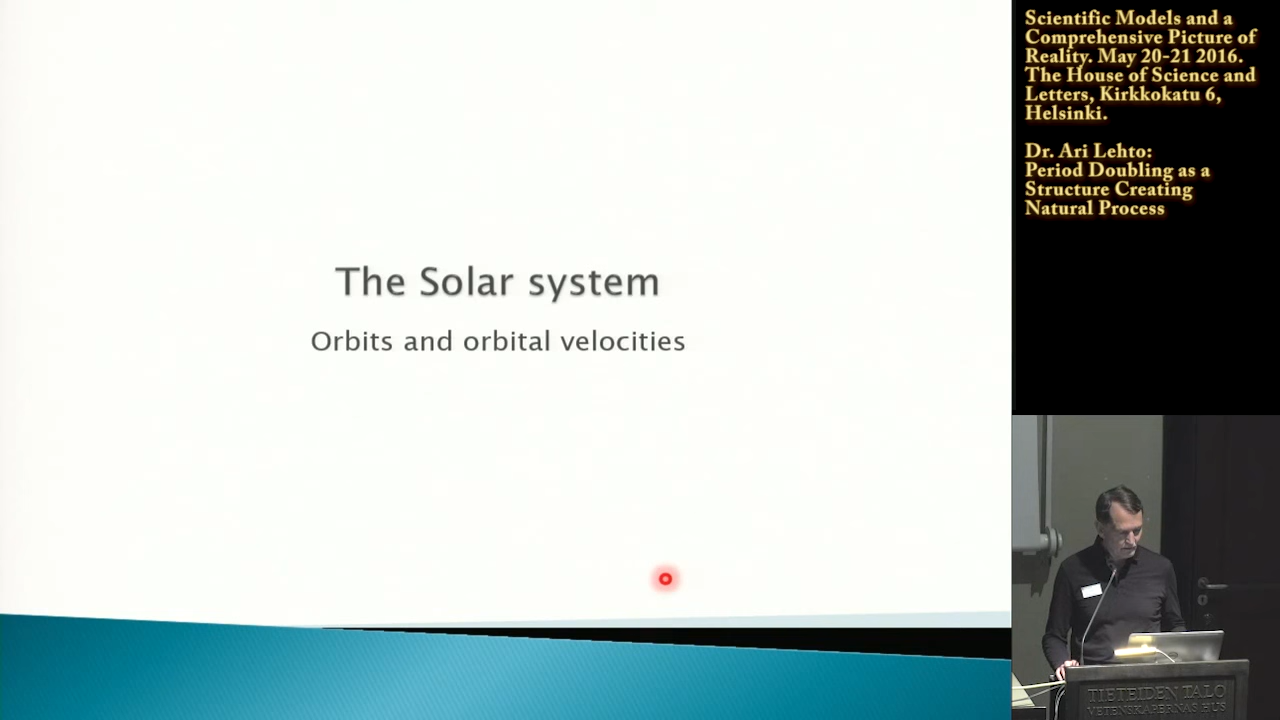 The Solar system
Orbits and orbital velocities
Scientific Models and a
Comprehensive Picture of
Reality. May 20-21 2016.
The House of Science and
Letters, Kirkkokatu 6,
Helsinki.
Dr. Ari Lehto:
Period Doubling as a
Structure Creating
Natural Process
TIETEIDEN TALO
VETENSKAPERNAS HUS